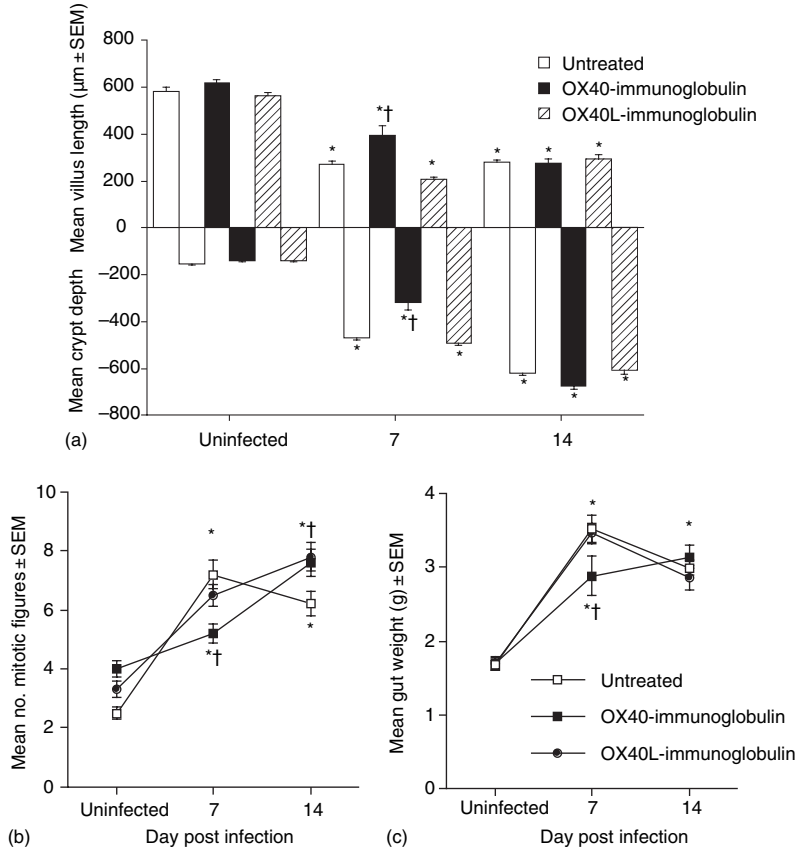 Mean villus length (μm ± SEM)
Mean crypt depth
800
600
400
200
0
–200
–400
–600
–800
Untreated
OX40-immunoglobulin
OX40L-immunoglobulin
*
*†
*
*
*
*
*
*†
*
*
*
*
Uninfected
7
14
(a)
Mean no. mitotic figures ± SEM
10
8
6
4
2
0
*
*†
*†
*
Uninfected
7
14
(b)
Day post infection
Mean gut weight (g) ± SEM
4
3
2
1
0
*
*
*†
Untreated
OX40-immunoglobulin
OX40L-immunoglobulin
Uninfected
7
14
(c)
Day post infection